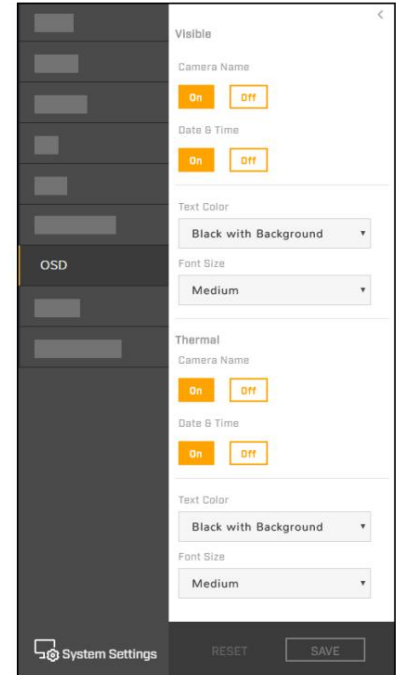 Visible
Camera Name
On Off
Date & Time
On Off
Text Color
Black with Background
OSD
Font Size
Medium
Thermal
Camera Name
On Off
Date & Time
On Off
Text Color
Black with Background
Font Size
Medium
System Settings
RESET SAVE